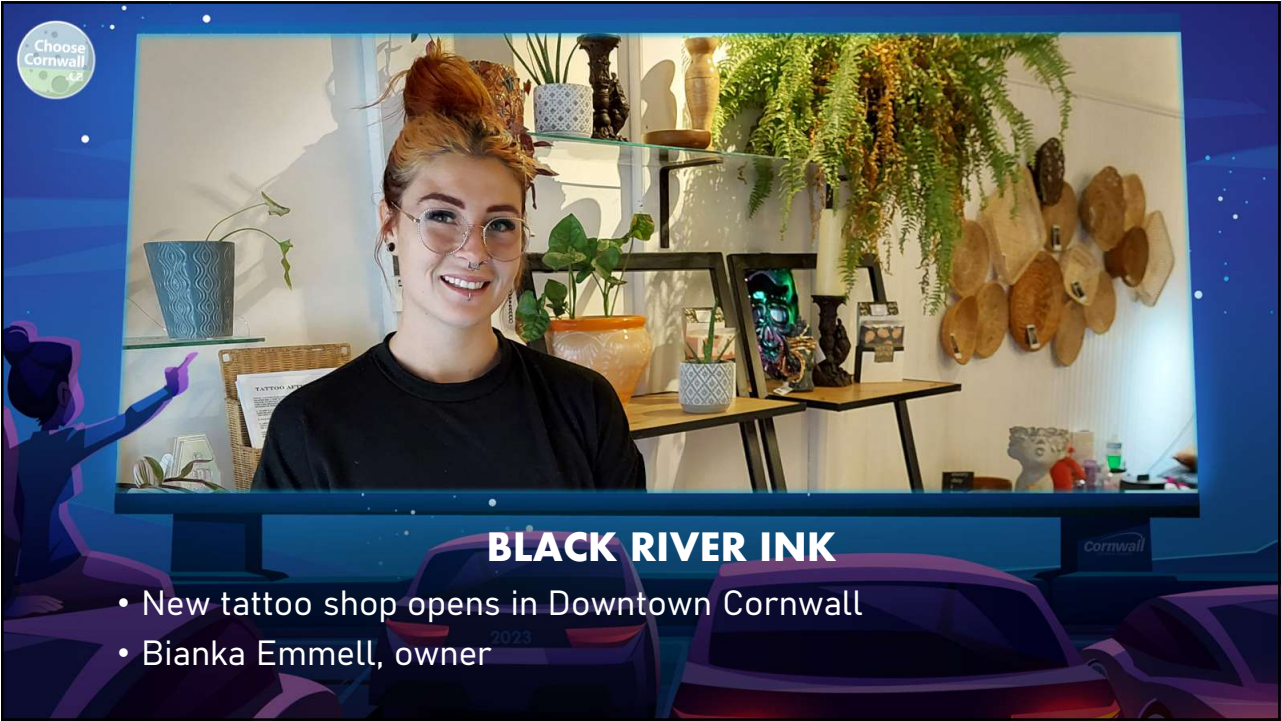 Choose
Cornwall
TATTOO AFT
BLACK RIVER INK
Cornwall
• New tattoo shop opens in Downtown Cornwall
2023
• Bianka Emmell, owner